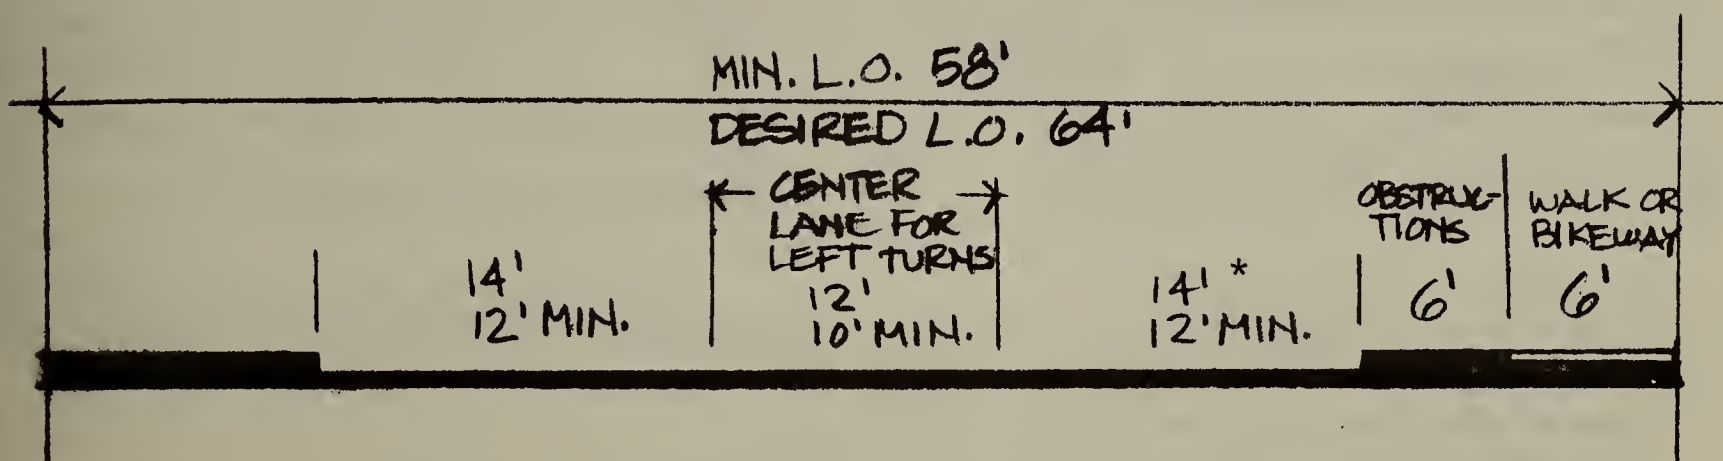 MIN. L.O. 58'
DESIRED L.O. 64'
CENTER
LANE FOR
LEFT TURNS
OBSTRUC-
TIONS
WALK OR
BIKEWAY
14'
12' MIN.
12'
10' MIN.
14' *
12' MIN.
6'
6'